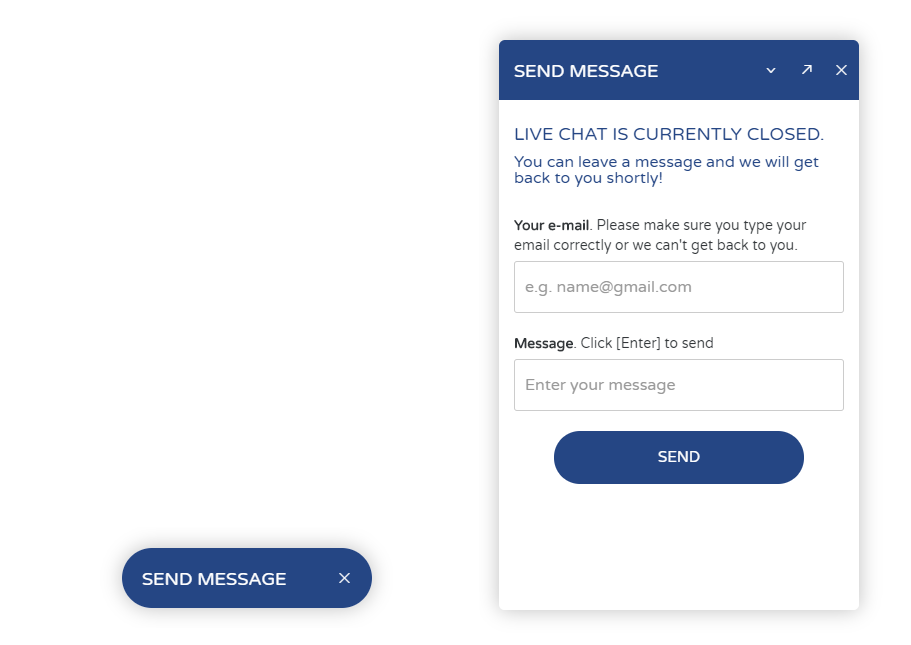 SEND MESSAGE
LIVE CHAT IS CURRENTLY CLOSED.
You can leave a message and we will get
back to you shortly!
Your e-mail. Please make sure you type your
email correctly or we can't get back to you.
e.g. name@gmail.com
Message. Click [Enter] to send
Enter your message
SEND
SEND MESSAGE